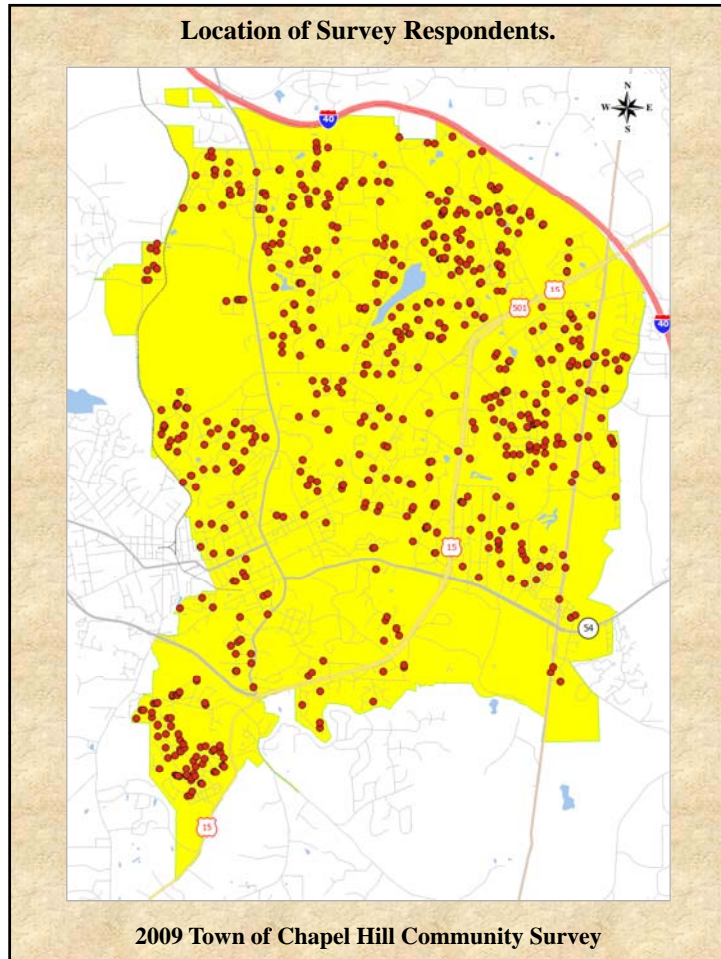 Location of Survey Respondents.
N
W E
S
40
15
501
40
15
54
15
2009 Town of Chapel Hill Community Survey